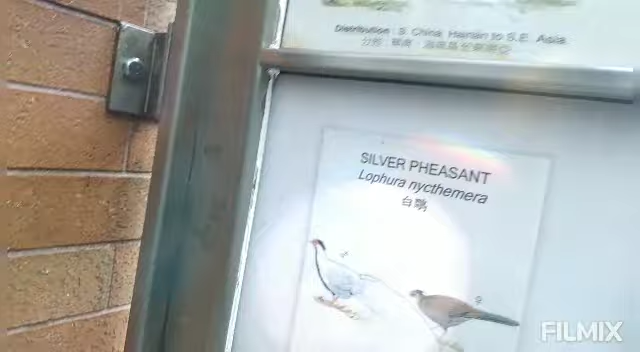 Distribution : S. China, Hainan to S.E. Asia.
SILVER PHEASANT
Lophura nycthemera
白鷴
♂
♀
FILMIX